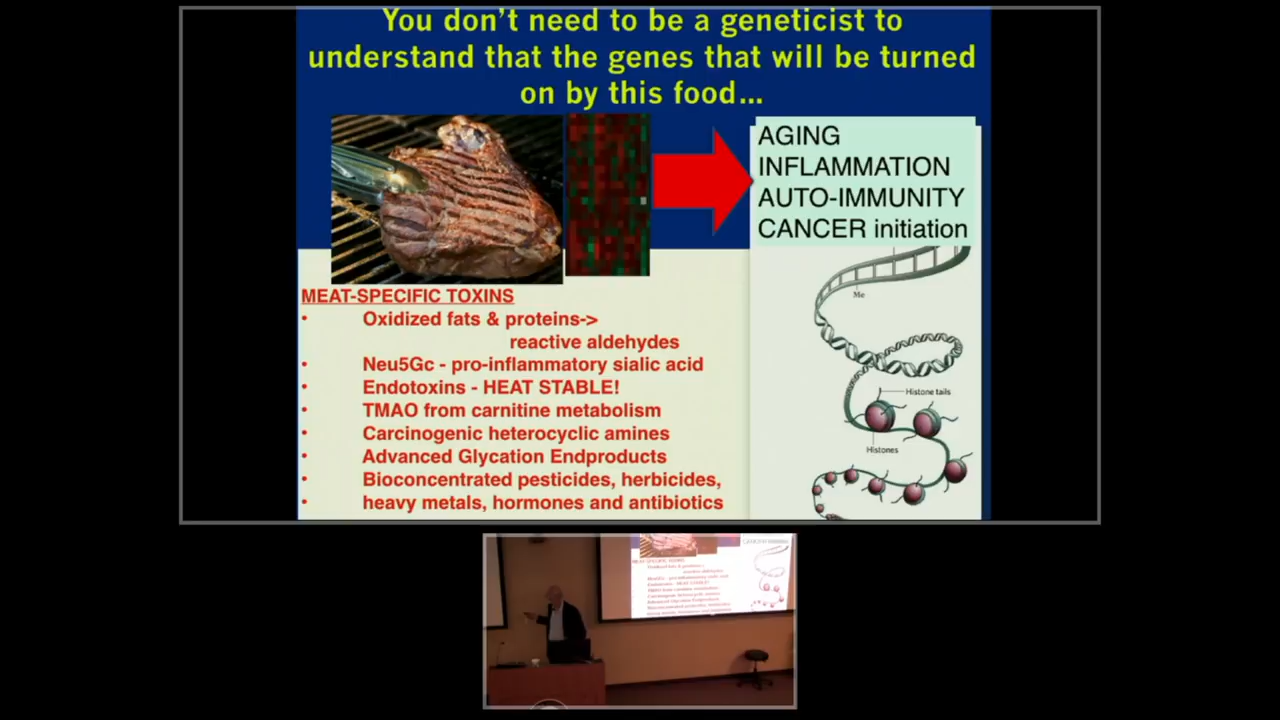 You don't need to be a geneticist to
understand that the genes that will be turned
on by this food...
AGING
INFLAMMATION
AUTO-IMMUNITY
CANCER initiation
MEAT-SPECIFIC TOXINS
• Oxidized fats & proteins->
reactive aldehydes
• Neu5Gc - pro-inflammatory sialic acid
• Endotoxins - HEAT STABLE!
• TMAO from carnitine metabolism
• Carcinogenic heterocyclic amines
• Advanced Glycation Endproducts
• Bioconcentrated pesticides, herbicides,
• heavy metals, hormones and antibiotics
Me
Histone tails
Histones